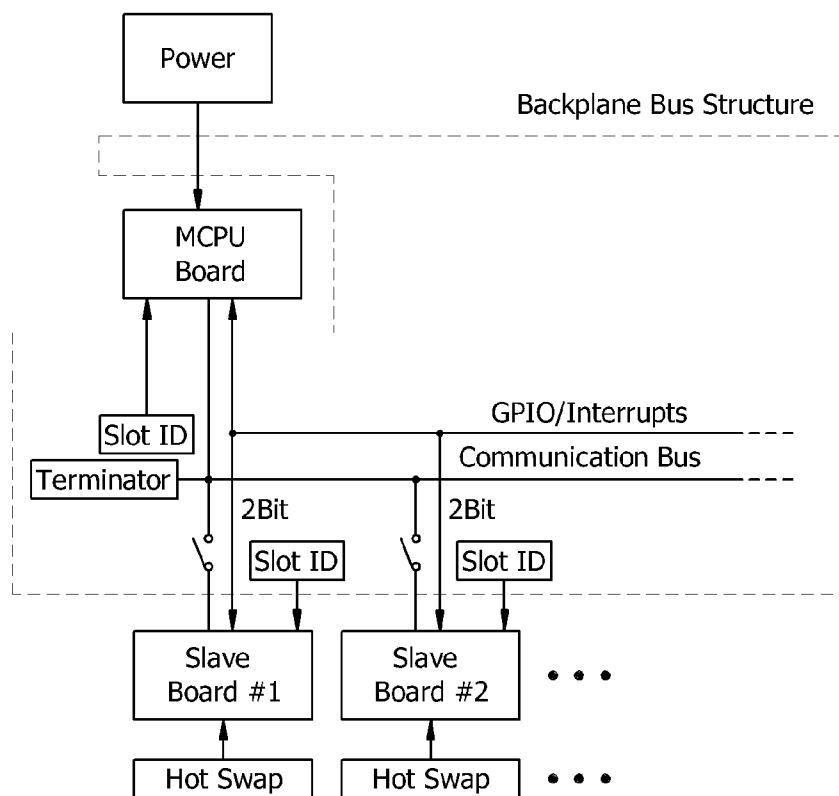 Power
Backplane Bus Structure
MCPU
Board
Slot ID
GPIO/Interrupts
Communication Bus
Terminator
2Bit
2Bit
Slot ID
Slot ID
Slave
Board #1
Slave
Board #2
Hot Swap
Hot Swap